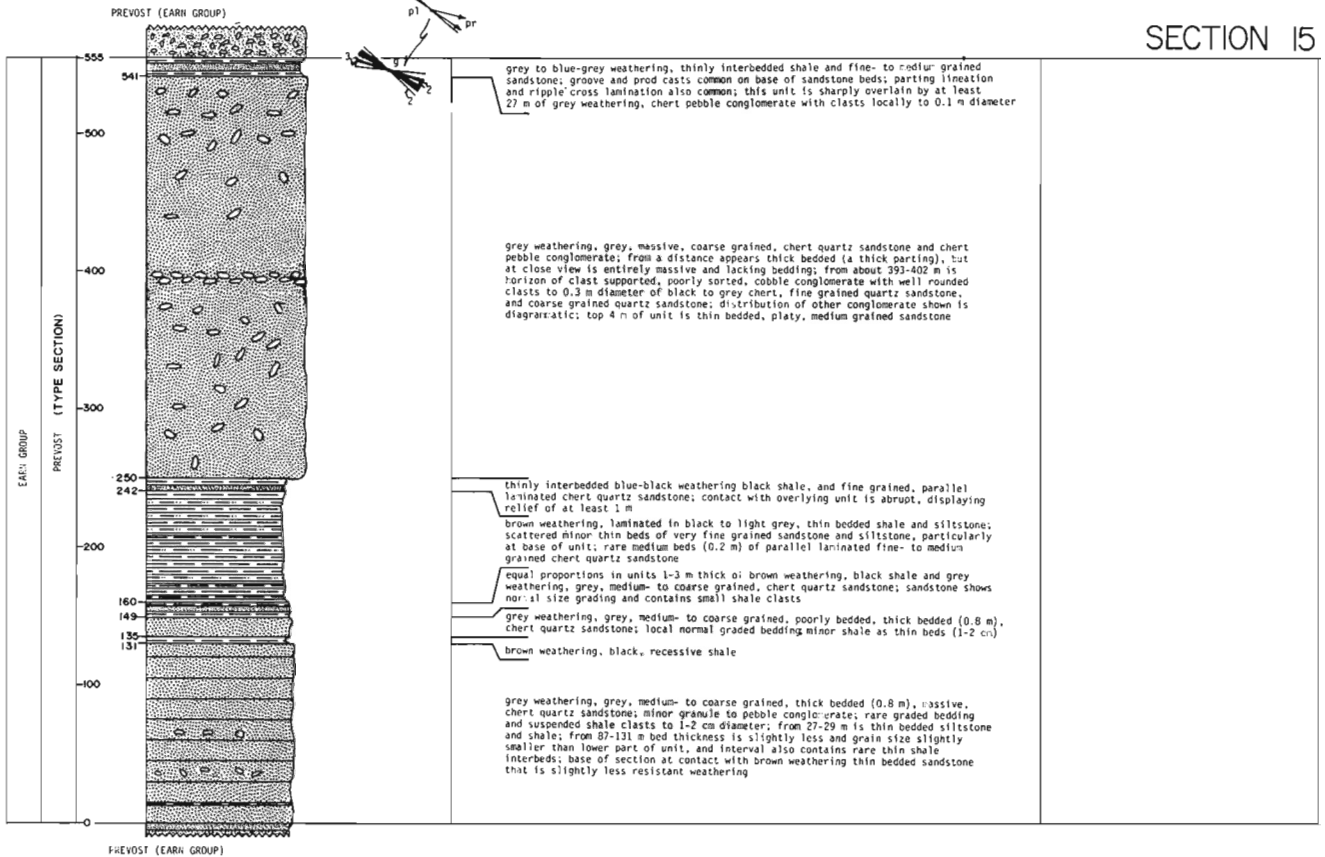 PREVOST (EARN GROUP)
pl
pr
g
2
2
SECTION 15
555
541
500
400
300
250
242
200
160
149
135
131
100
0
EARN GROUP
PREVOST (TYPE SECTION)
grey to blue-grey weathering, thinly interbedded shale and fine- to medium grained
sandstone; groove and prod casts common on base of sandstone beds; parting lineation
and ripple cross lamination also common; this unit is sharply overlain by at least
27 m of grey weathering, chert pebble conglomerate with clasts locally to 0.1 m diameter
grey weathering, grey, massive, coarse grained, chert quartz sandstone and chert
pebble conglomerate; from a distance appears thick bedded (a thick parting), but
at close view is entirely massive and lacking bedding; from about 393-402 m is
horizon of clast supported, poorly sorted, cobble conglomerate with well rounded
clasts to 0.3 m diameter of black to grey chert, fine grained quartz sandstone,
and coarse grained quartz sandstone; distribution of other conglomerate shown is
diagrammatic; top 4 m of unit is thin bedded, platy, medium grained sandstone
thinly interbedded blue-black weathering black shale, and fine grained, parallel
laminated chert quartz sandstone; contact with overlying unit is abrupt, displaying
relief of at least 1 m
brown weathering, laminated in black to light grey, thin bedded shale and siltstone;
scattered minor thin beds of very fine grained sandstone and siltstone, particularly
at base of unit; rare medium beds (0.2 m) of parallel laminated fine- to medium
grained chert quartz sandstone
equal proportions in units 1-3 m thick of brown weathering, black shale and grey
weathering, grey, medium- to coarse grained, chert quartz sandstone; sandstone shows
normal size grading and contains small shale clasts
grey weathering, grey, medium- to coarse grained, poorly bedded, thick bedded (0.8 m),
chert quartz sandstone; local normal graded bedding minor shale as thin beds (1-2 cm)
brown weathering, black, recessive shale
grey weathering, grey, medium- to coarse grained, thick bedded (0.8 m), massive,
chert quartz sandstone; minor granule to pebble conglomerate; rare graded bedding
and suspended shale clasts to 1-2 cm diameter; from 27-29 m is thin bedded siltstone
and shale; from 87-131 m bed thickness is slightly less and grain size slightly
smaller than lower part of unit, and interval also contains rare thin shale
interbeds; base of section at contact with brown weathering thin bedded sandstone
that is slightly less resistant weathering
PREVOST (EARN GROUP)